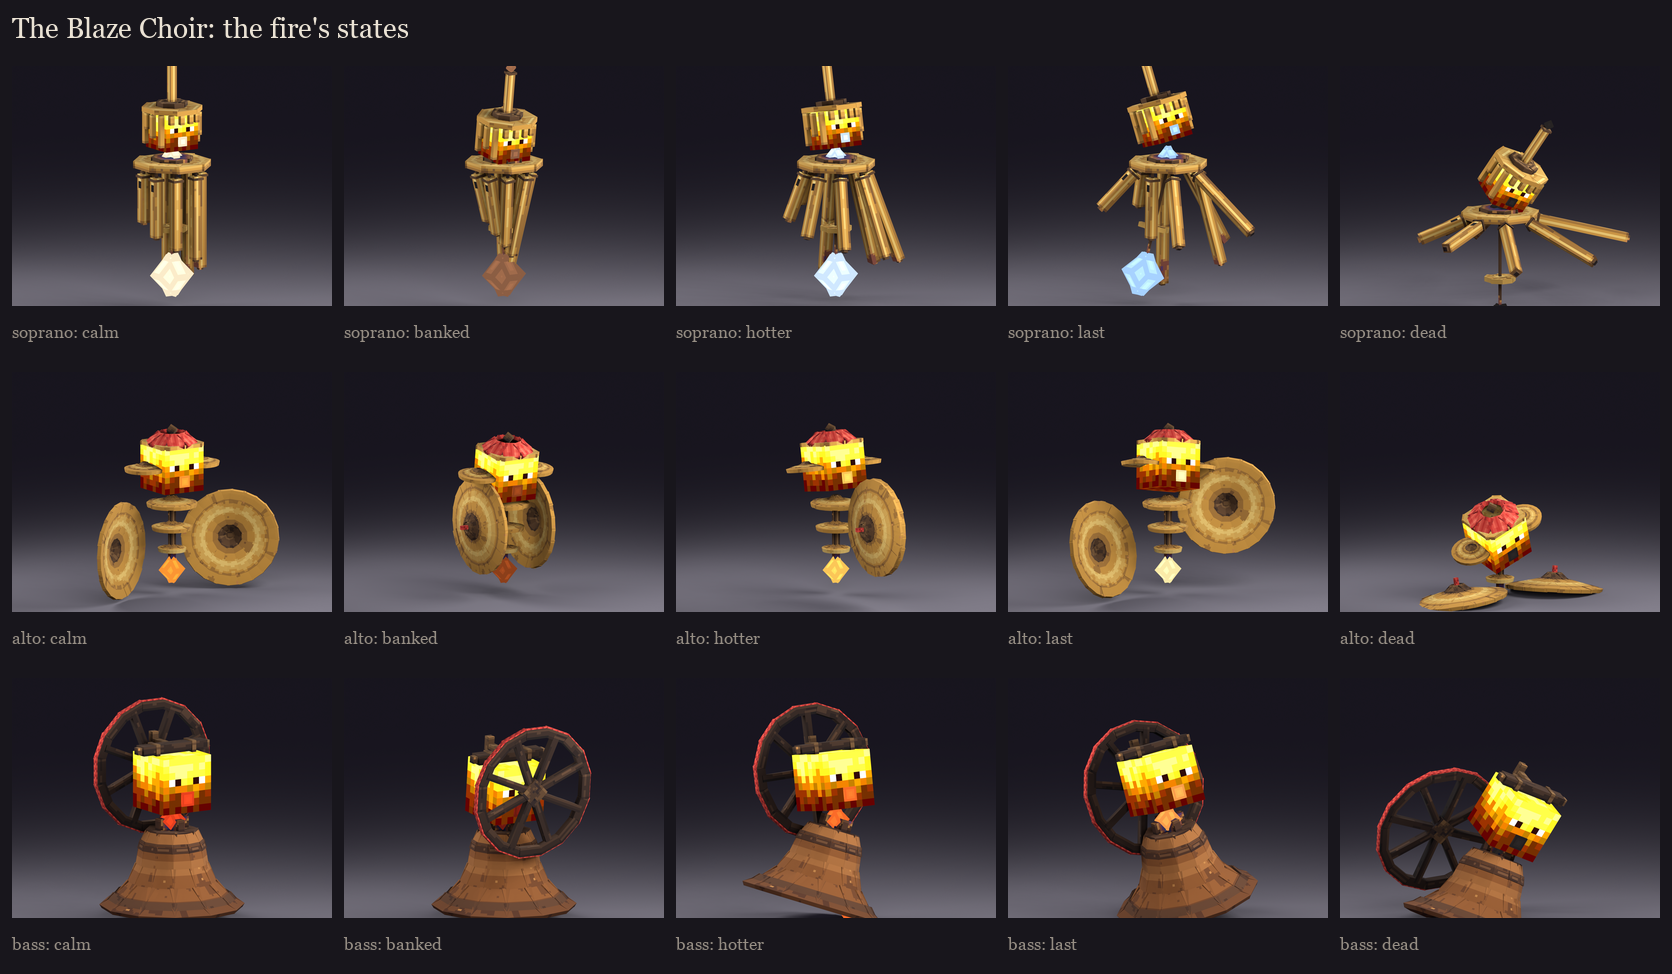 The Blaze Choir: the fire's states
soprano: calm
soprano: banked
soprano: hotter
soprano: last
soprano: dead
alto: calm
alto: banked
alto: hotter
alto: last
alto: dead
bass: calm
bass: banked
bass: hotter
bass: last
bass: dead